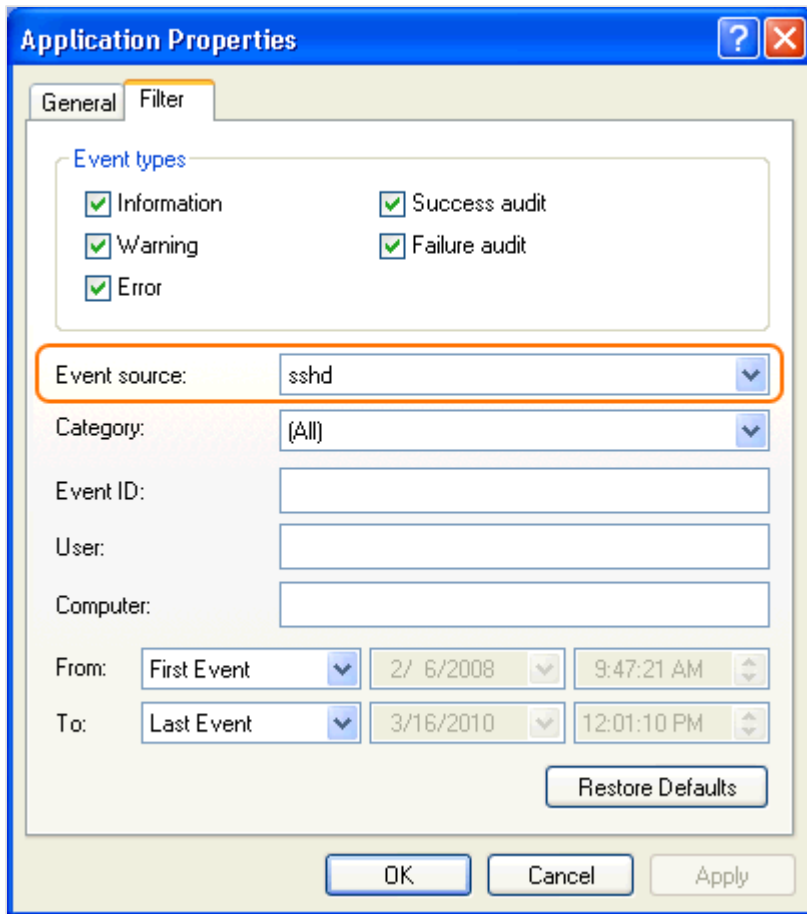 Application Properties
General Filter
Event types
Information Success audit
Warning Failure audit
Error
Event source: sshd
Category: (All)
Event ID:
User:
Computer:
From: First Event 2/ 6/2008 9:47:21 AM
To: Last Event 3/16/2010 12:01:10 PM
Restore Defaults
OK Cancel Apply